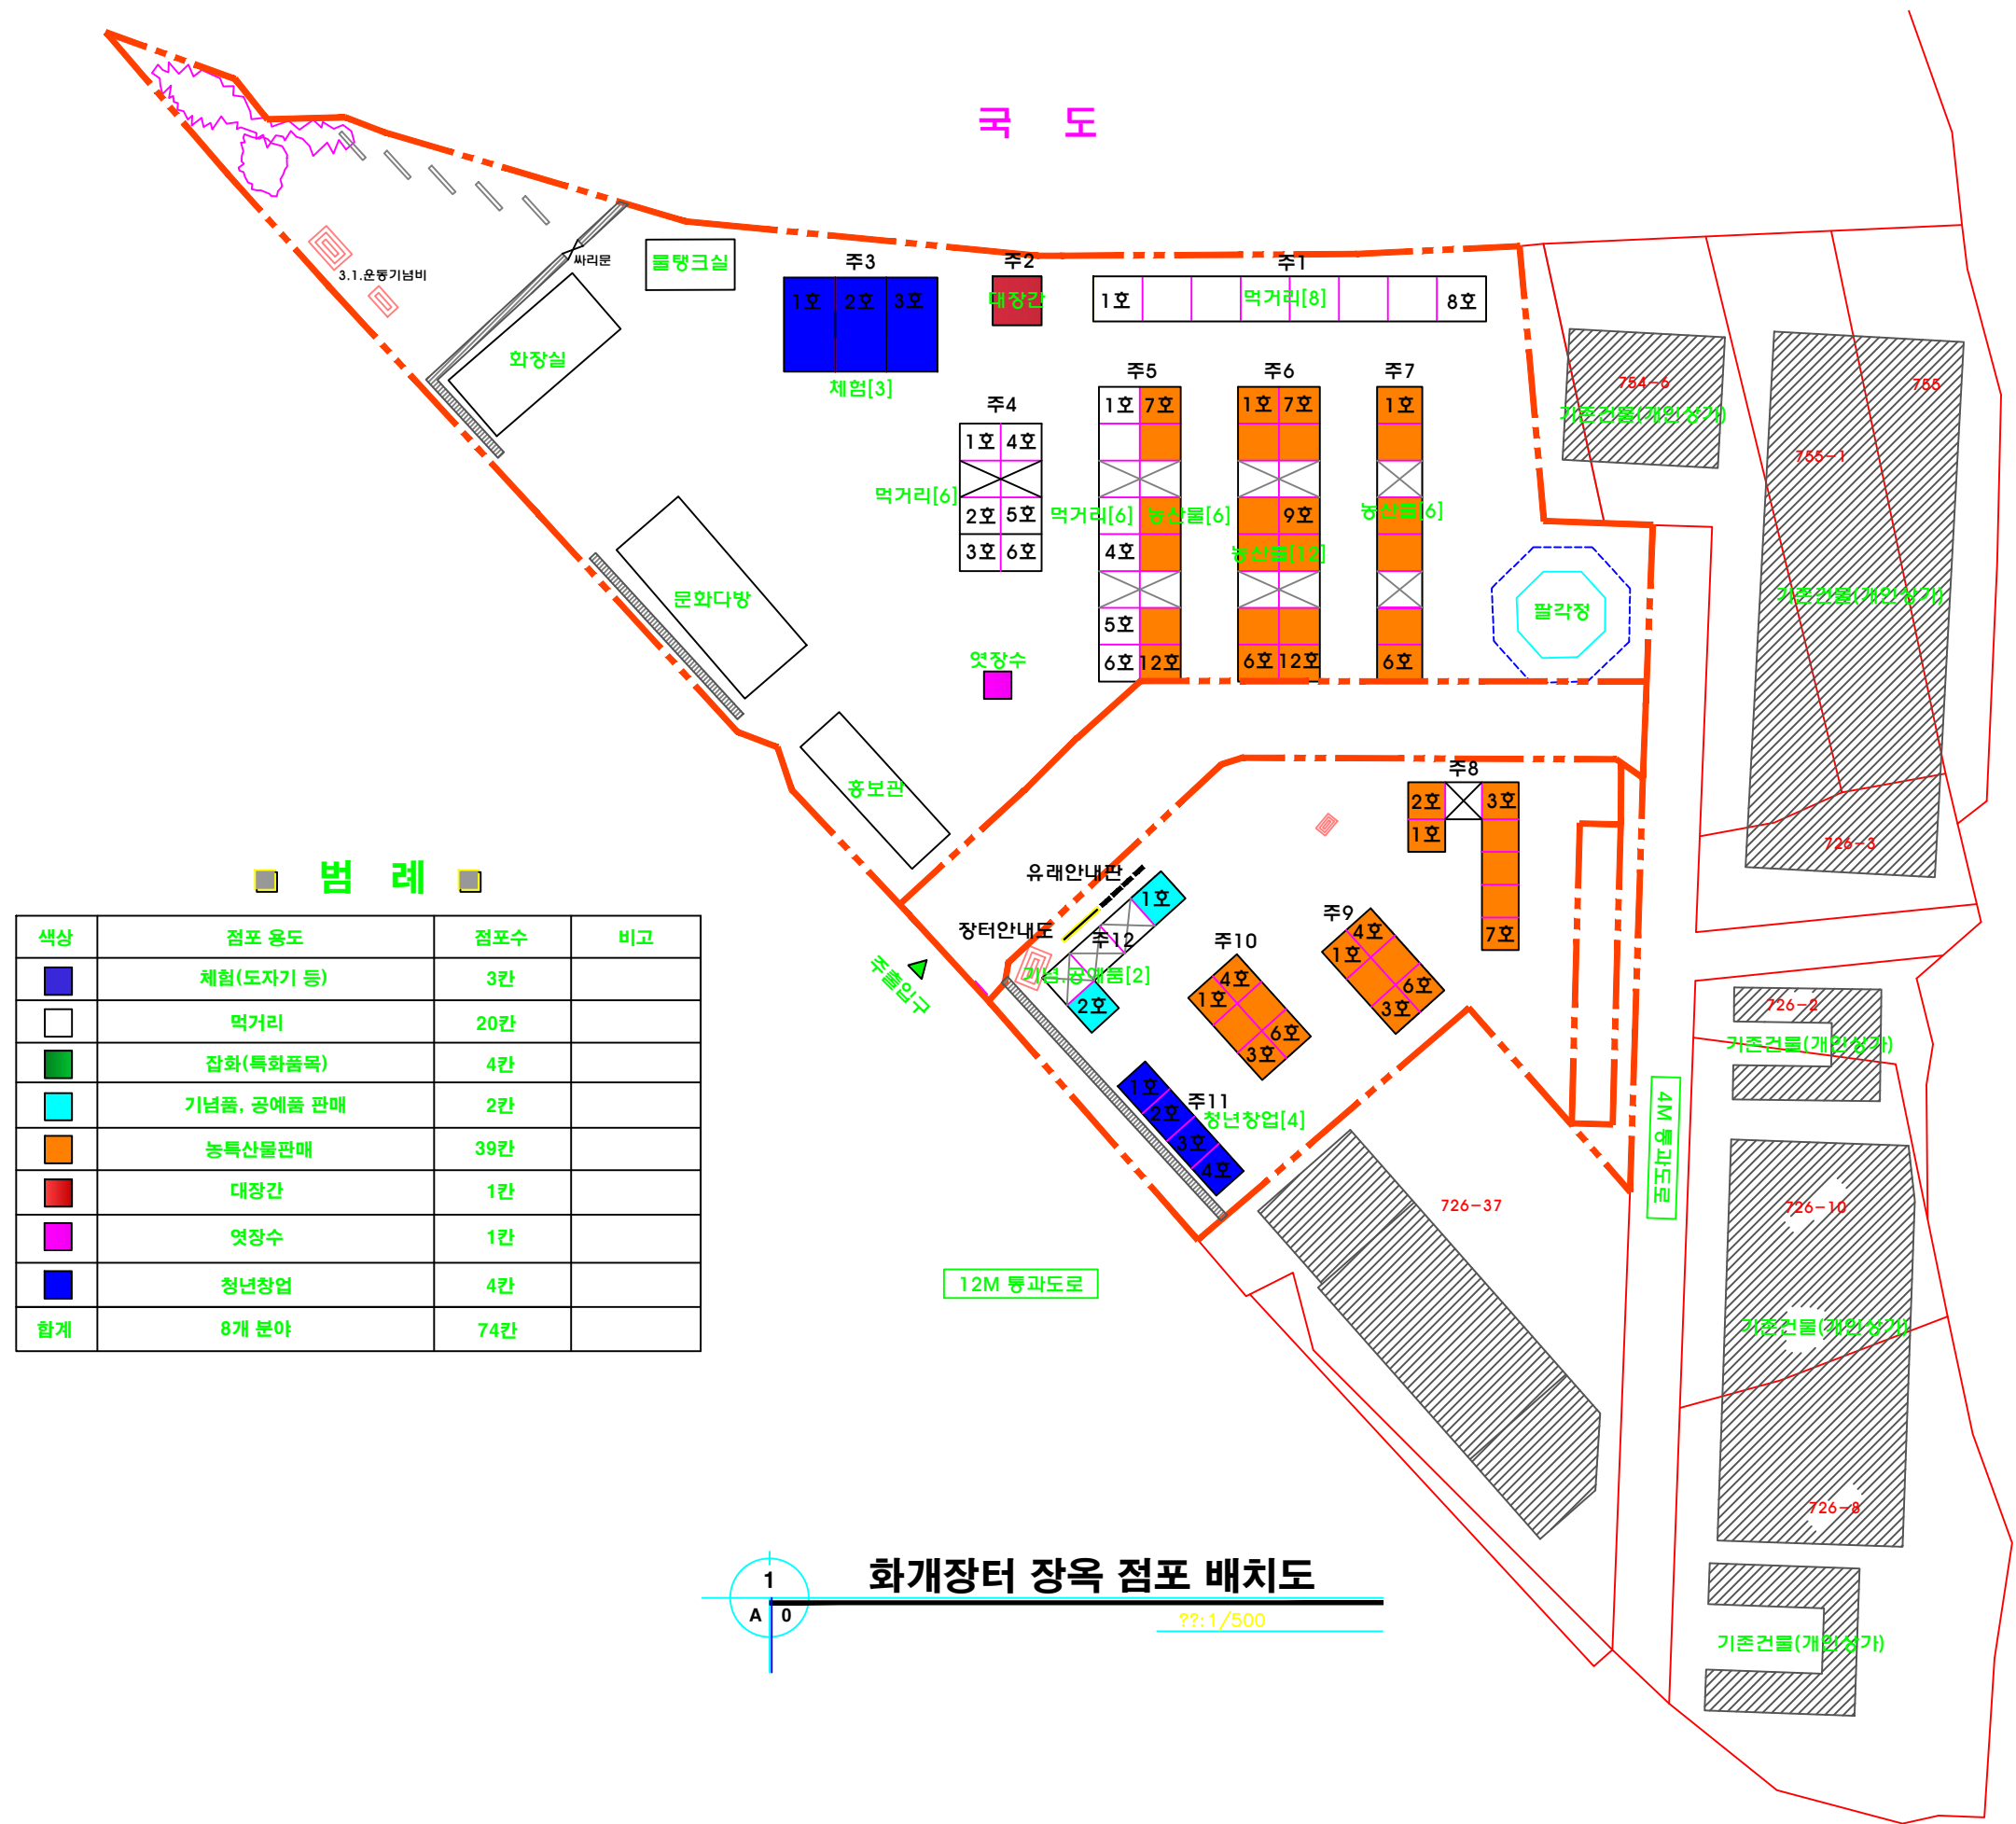 국 도
싸리문
3.1.운동기념비
물탱크실
주3
주2
주1
1호 2호 3호
대장간
1호
먹거리[8]
8호
화장실
체험[3]
주4
주5
주6
주7
1호 4호
2호 5호
3호 6호
먹거리[6]
1호 7호
먹거리[6]
농산물[6]
4호
5호
6호 12호
1호 7호
9호
농산물[12]
6호 12호
1호
농산물[6]
6호
754-6
기존건물(개인상가)
755
755-1
기존건물(개인상가)
726-3
팔각정
문화다방
엿장수
홍보관
주8
2호 3호
1호
7호
유래안내판
장터안내도
주12
1호
기념.공예품[2]
2호
주출입구
주10
4호
1호
6호
3호
주9
4호
1호
6호
3호
주11
1호
2호
3호
4호
청년창업[4]
726-2
기존건물(개인상가)
4M 통과도로
726-37
726-10
기존건물(개인상가)
726-8
기존건물(개인상가)
12M 통과도로
범 례
색상 점포 용도 점포수 비고
체험(도자기 등) 3칸
먹거리 20칸
잡화(특화품목) 4칸
기념품, 공예품 판매 2칸
농특산물판매 39칸
대장간 1칸
엿장수 1칸
청년창업 4칸
합계 8개 분야 74칸
1
A 0
화개장터 장옥 점포 배치도
??:1/500